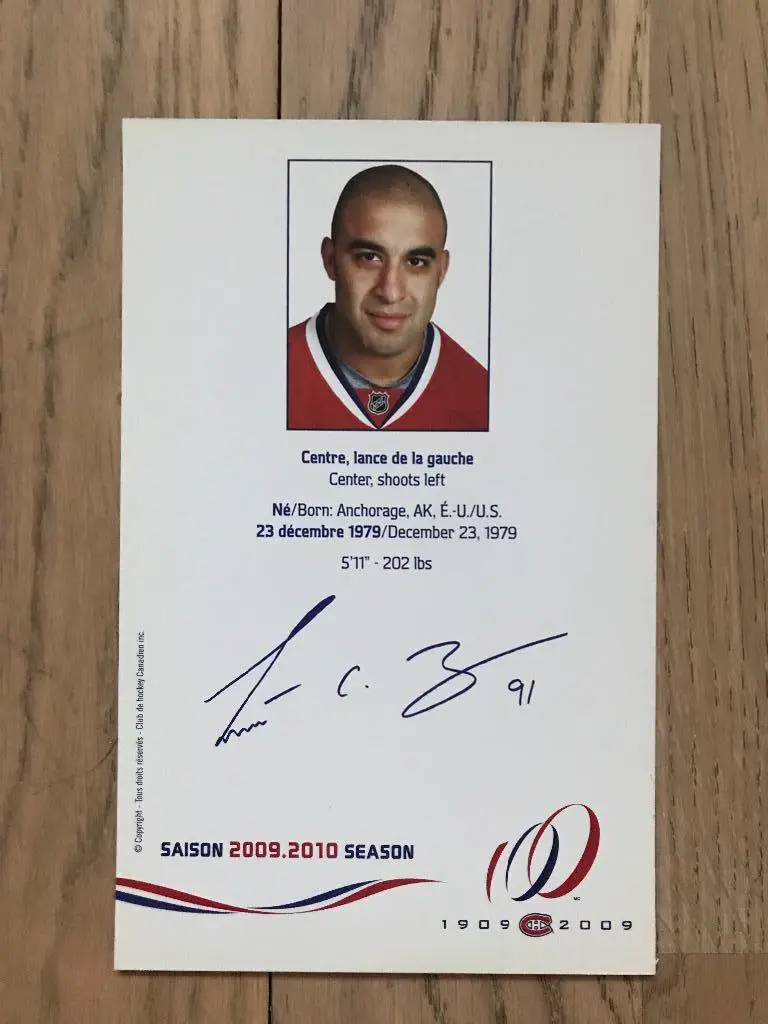 Centre, lance de la gauche
Center, shoots left
Né/Born: Anchorage, AK, É.-U./U.S.
23 décembre 1979/December 23, 1979
5'11" - 202 lbs
91
© Copyright - Tous droits réservés - Club de hockey Canadien inc.
SAISON 2009.2010 SEASON
100
MC
1909 CH 2009